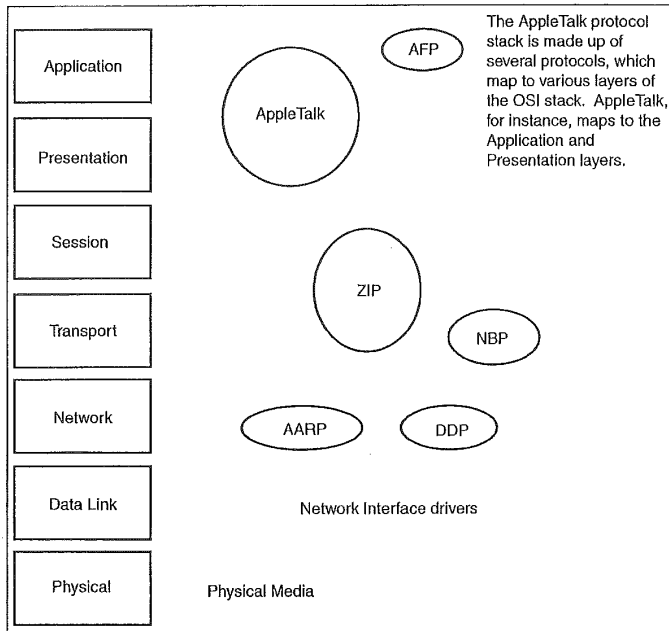 Application
Presentation
Session
Transport
Network
Data Link
Physical
AppleTalk
AFP
The AppleTalk protocol
stack is made up of
several protocols, which
map to various layers of
the OSI stack. AppleTalk,
for instance, maps to the
Application and
Presentation layers.
ZIP
NBP
AARP
DDP
Network Interface drivers
Physical Media